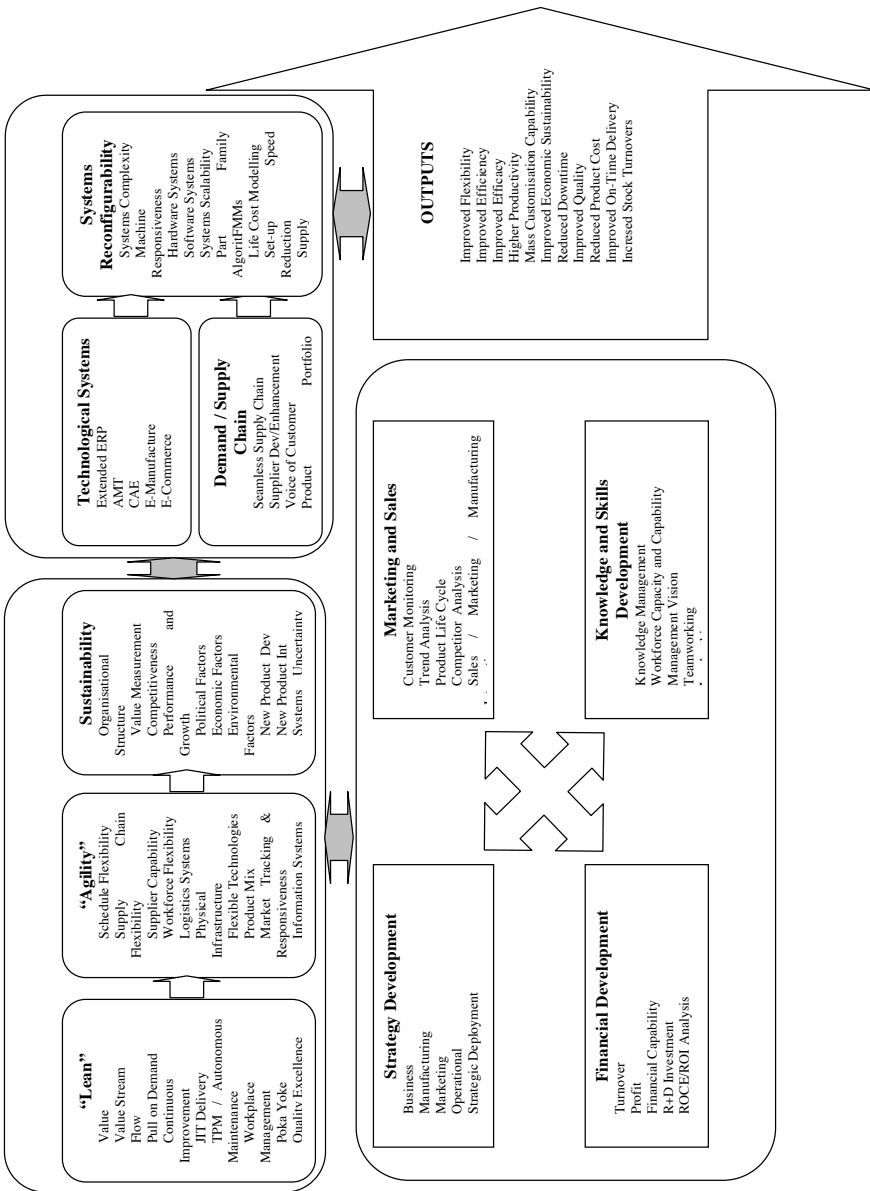 “Lean”
Value
Value Stream
Flow
Pull on Demand
Continuous
Improvement
JIT Delivery
TPM / Autonomous
Maintenance
Workplace
Management
Poka Yoke
Quality Excellence
“Agility”
Schedule Flexibility
Supply Chain
Flexibility
Supplier Capability
Workforce Flexibility
Logistics Systems
Physical
Infrastructure
Flexible Technologies
Product Mix
Market Tracking &
Responsiveness
Information Systems
Sustainability
Organisational
Structure
Value Measurement
Competitiveness
Performance and
Growth
Political Factors
Economic Factors
Environmental
Factors
New Product Dev
New Product Int
Systems Uncertainty
Technological Systems
Extended ERP
AMT
CAE
E-Manufacture
E-Commerce
Demand / Supply
Chain
Seamless Supply Chain
Supplier Dev/Enhancement
Voice of Customer
Product Portfolio
Systems
Reconfigurability
Systems Complexity
Machine
Responsiveness
Hardware Systems
Software Systems
Systems Scalability
Part Family
AlgoritFMMs
Life Cost Modelling
Set-up Speed
Reduction
Supply
Strategy Development
Business
Manufacturing
Marketing
Operational
Strategic Deployment
Marketing and Sales
Customer Monitoring
Trend Analysis
Product Life Cycle
Competitor Analysis
Sales / Marketing / Manufacturing
Financial Development
Turnover
Profit
Financial Capability
R+D Investment
ROCE/ROI Analysis
Knowledge and Skills
Development
Knowledge Management
Workforce Capacity and Capability
Management Vision
Teamworking
OUTPUTS
Improved Flexibility
Improved Efficiency
Improved Efficacy
Higher Productivity
Mass Customisation Capability
Improved Economic Sustainability
Reduced Downtime
Improved Quality
Reduced Product Cost
Improved On-Time Delivery
Incresed Stock Turnovers